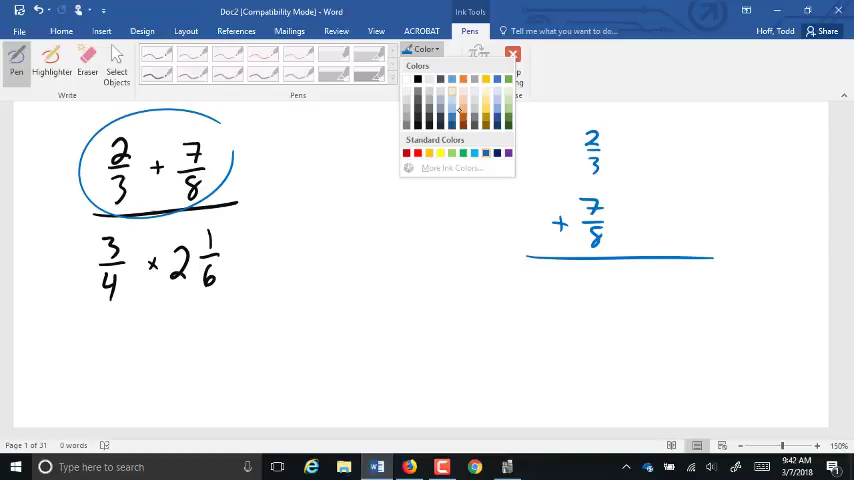 Doc2 [Compatibility Mode] - Word
Ink Tools
Hoff, Todd
File Home Insert Design Layout References Mailings Review View ACROBAT Pens Tell me what you want to do... Share
Pen Highlighter Eraser Select Objects
Color
Write
Pens
Close
Colors
Standard Colors
More Ink Colors...
2/3 + 7/8
3/4 × 2 1/6
2/3
+ 7/8
Page 1 of 31 0 words
150%
Type here to search
9:42 AM
3/7/2018